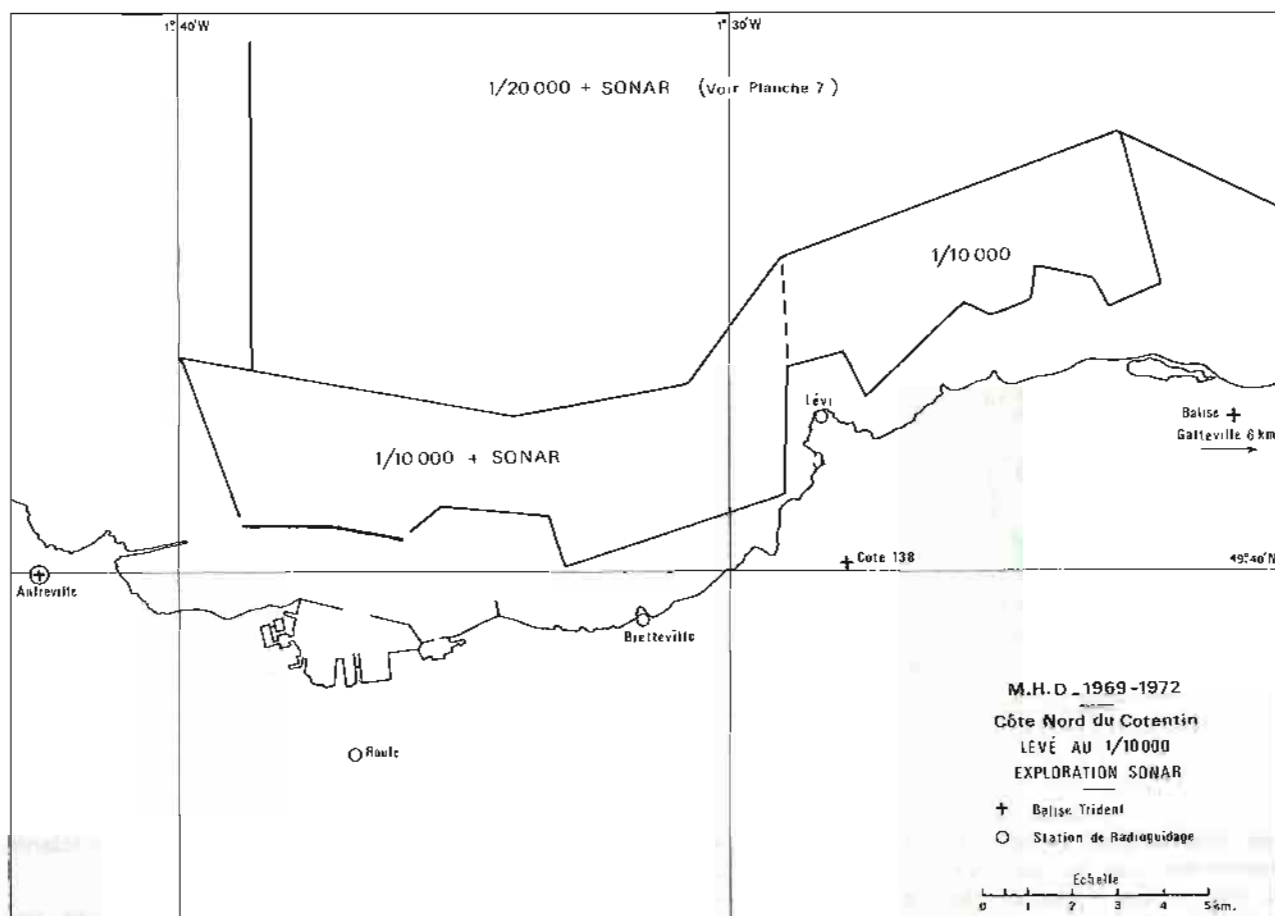 1° 40'W
1° 30'W
1/20 000 + SONAR (Voir Planche 7)
1/10 000
Lévi
Balise
Gatteville 6 km
1/10 000 + SONAR
Cote 138
49° 40'N
Antreville
Bretteville
Roule
M.H.D_1969-1972
Côte Nord du Cotentin
LEVÉ AU 1/10000
EXPLORATION SONAR
+ Balise Trident
O Station de Radioguidage
Echelle
0 1 2 3 4 5 km.